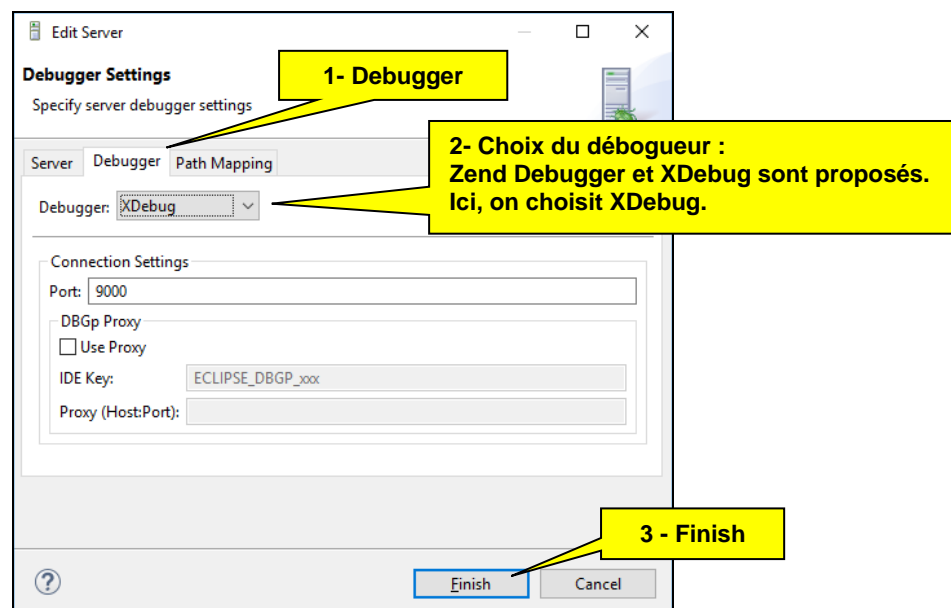 Edit Server
Debugger Settings
1- Debugger
Specify server debugger settings
2- Choix du débogueur :
Zend Debugger et XDebug sont proposés.
Ici, on choisit XDebug.
Server Debugger Path Mapping
Debugger: XDebug
Connection Settings
Port: 9000
DBGp Proxy
Use Proxy
IDE Key: ECLIPSE_DBGP_xxx
Proxy (Host:Port):
3 - Finish
? Finish Cancel